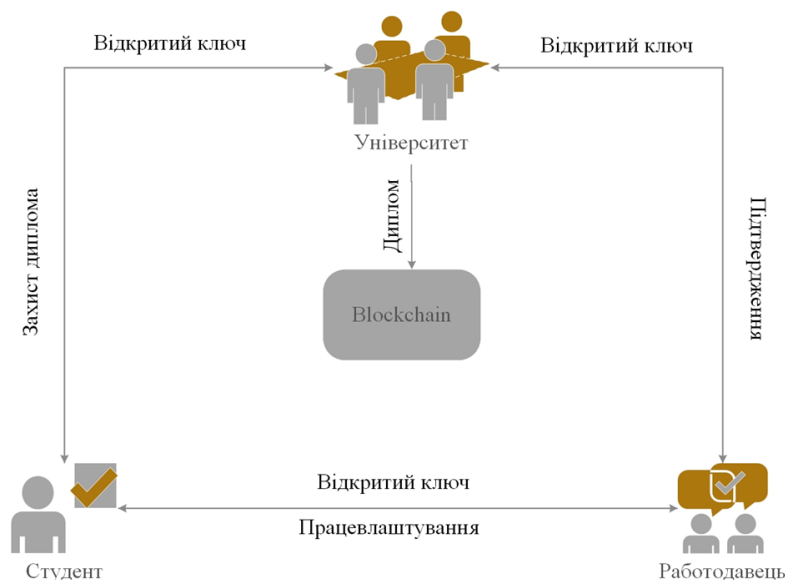 Відкритий ключ
Відкритий ключ
Університет
Захист диплома
Диплом
Підтвердження
Blockchain
Відкритий ключ
Працевлаштування
Студент
Работодавець